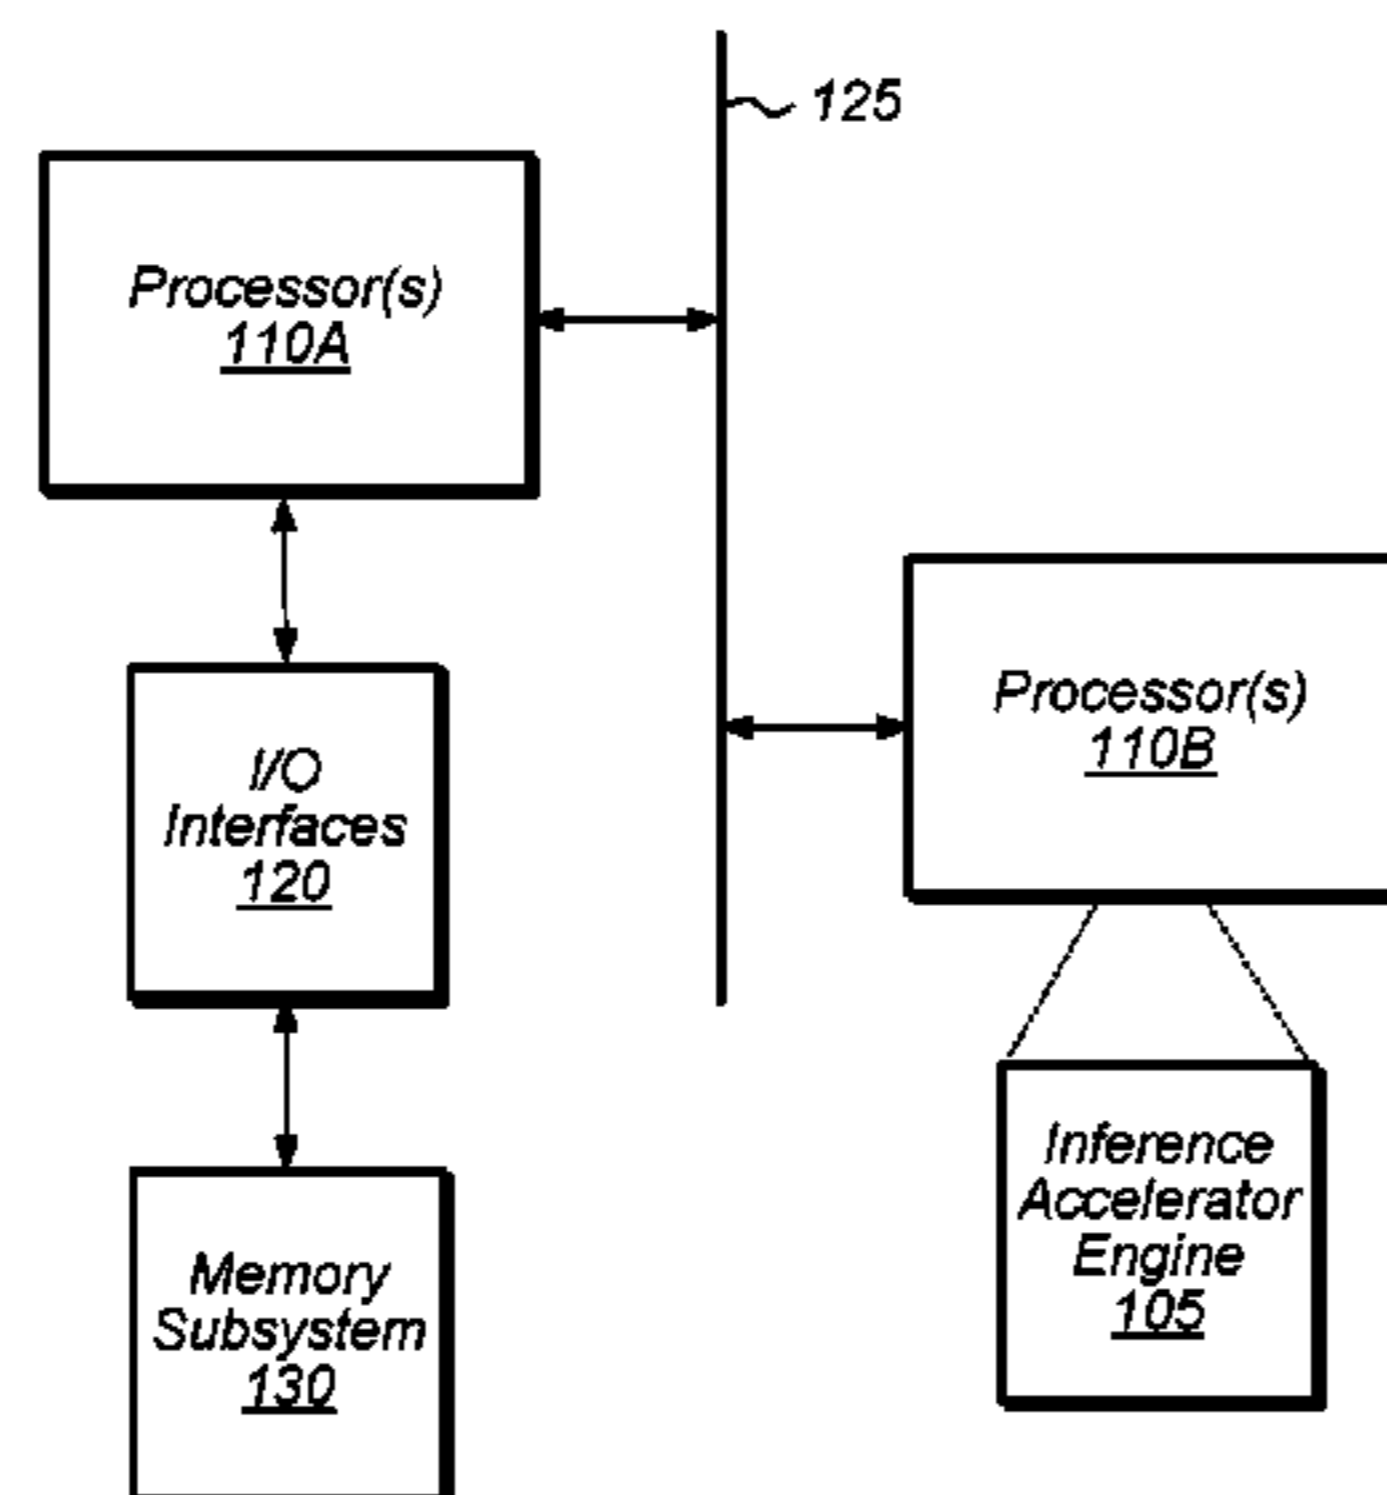 125
Processor(s)
110A
Processor(s)
110B
I/O
Interfaces
120
Inference
Accelerator
Engine
105
Memory
Subsystem
130